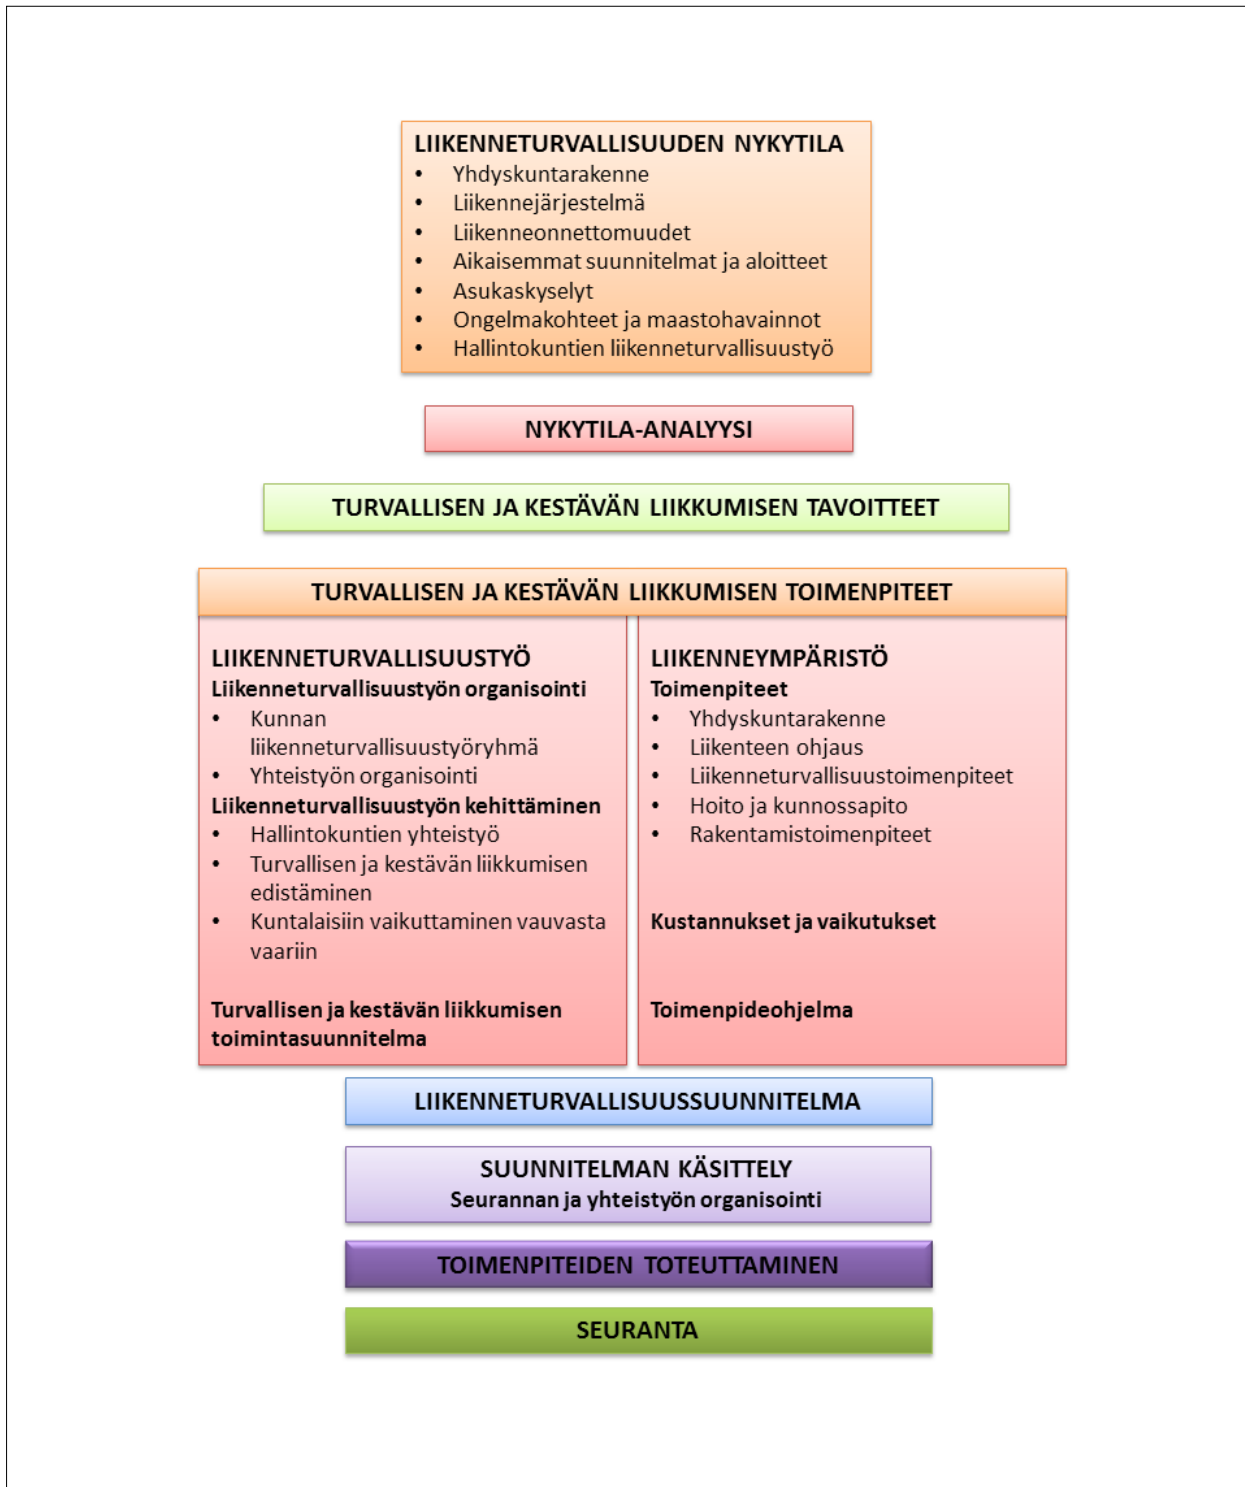 LIIKENNETURVALLISUUDEN NYKYTILA
• Yhdyskuntarakenne
• Liikennejärjestelmä
• Liikenneonnettomuudet
• Aikaisemmat suunnitelmat ja aloitteet
• Asukaskyselyt
• Ongelmakohteet ja maastohavainnot
• Hallintokuntien liikenneturvallisuustyö
NYKYTILA-ANALYYSI
TURVALLISEN JA KESTÄVÄN LIIKKUMISEN TAVOITTEET
TURVALLISEN JA KESTÄVÄN LIIKKUMISEN TOIMENPITEET
LIIKENNETURVALLISUUSTYÖ
Liikenneturvallisuustyön organisointi
• Kunnan
liikenneturvallisuustyöryhmä
• Yhteistyön organisointi
Liikenneturvallisuustyön kehittäminen
• Hallintokuntien yhteistyö
• Turvallisen ja kestävän liikkumisen
edistäminen
• Kuntalaisiin vaikuttaminen vauvasta
vaariin
Turvallisen ja kestävän liikkumisen
toimintasuunnitelma
LIIKENNEYMPÄRISTÖ
Toimenpiteet
• Yhdyskuntarakenne
• Liikenteen ohjaus
• Liikenneturvallisuustoimenpiteet
• Hoito ja kunnossapito
• Rakentamistoimenpiteet
Kustannukset ja vaikutukset
Toimenpideohjelma
LIIKENNETURVALLISUUSSUUNNITELMA
SUUNNITELMAN KÄSITTELY
Seurannan ja yhteistyön organisointi
TOIMENPITEIDEN TOTEUTTAMINEN
SEURANTA